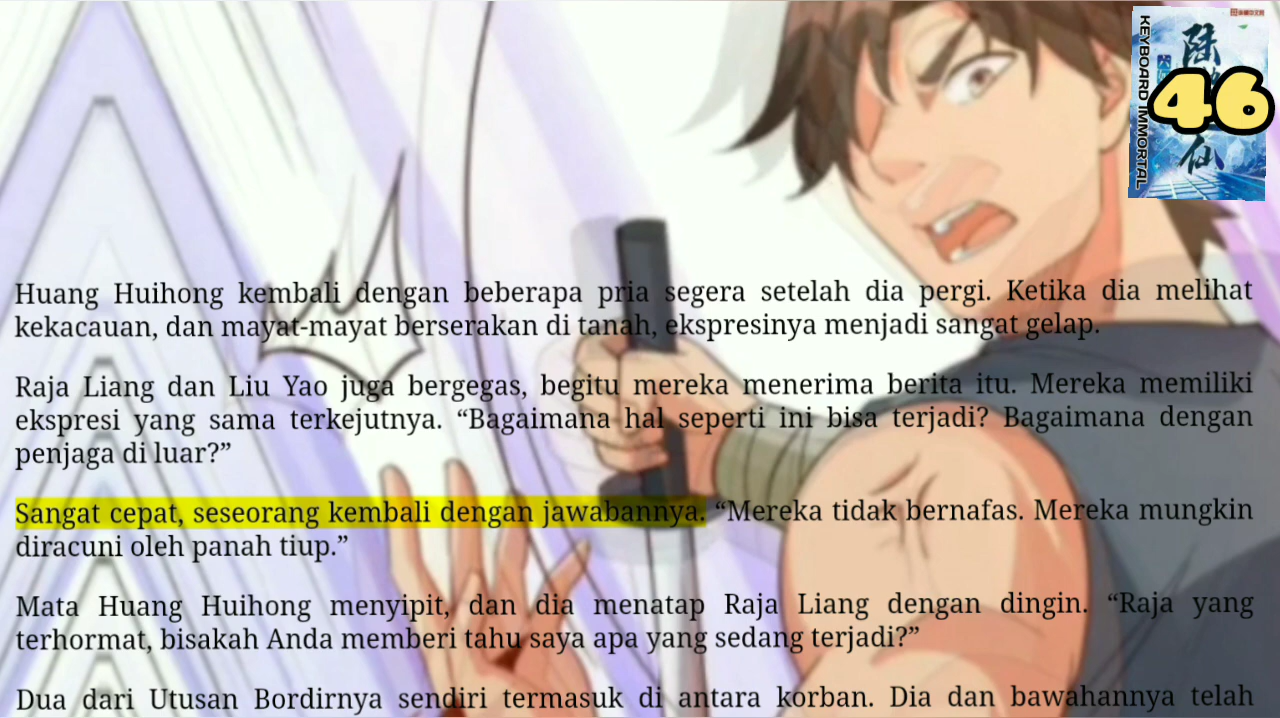 KEYBOARD IMMORTAL
46
Huang Huihong kembali dengan beberapa pria segera setelah dia pergi. Ketika dia melihat
kekacauan, dan mayat-mayat berserakan di tanah, ekspresinya menjadi sangat gelap.
Raja Liang dan Liu Yao juga bergegas, begitu mereka menerima berita itu. Mereka memiliki
ekspresi yang sama terkejutnya. “Bagaimana hal seperti ini bisa terjadi? Bagaimana dengan
penjaga di luar?”
Sangat cepat, seseorang kembali dengan jawabannya. “Mereka tidak bernafas. Mereka mungkin
diracuni oleh panah tiup.”
Mata Huang Huihong menyipit, dan dia menatap Raja Liang dengan dingin. “Raja yang
terhormat, bisakah Anda memberi tahu saya apa yang sedang terjadi?”
Dua dari Utusan Bordirnya sendiri termasuk di antara korban. Dia dan bawahannya telah